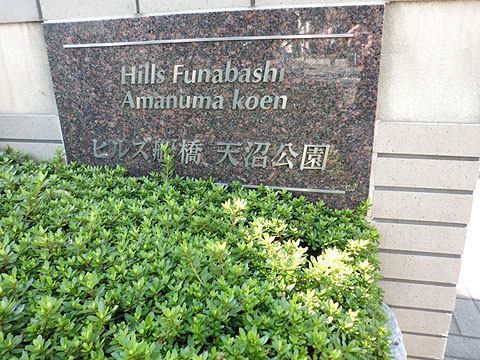 Hills Funabashi
Amanuma koen
ヒルズ船橋 天沼公園